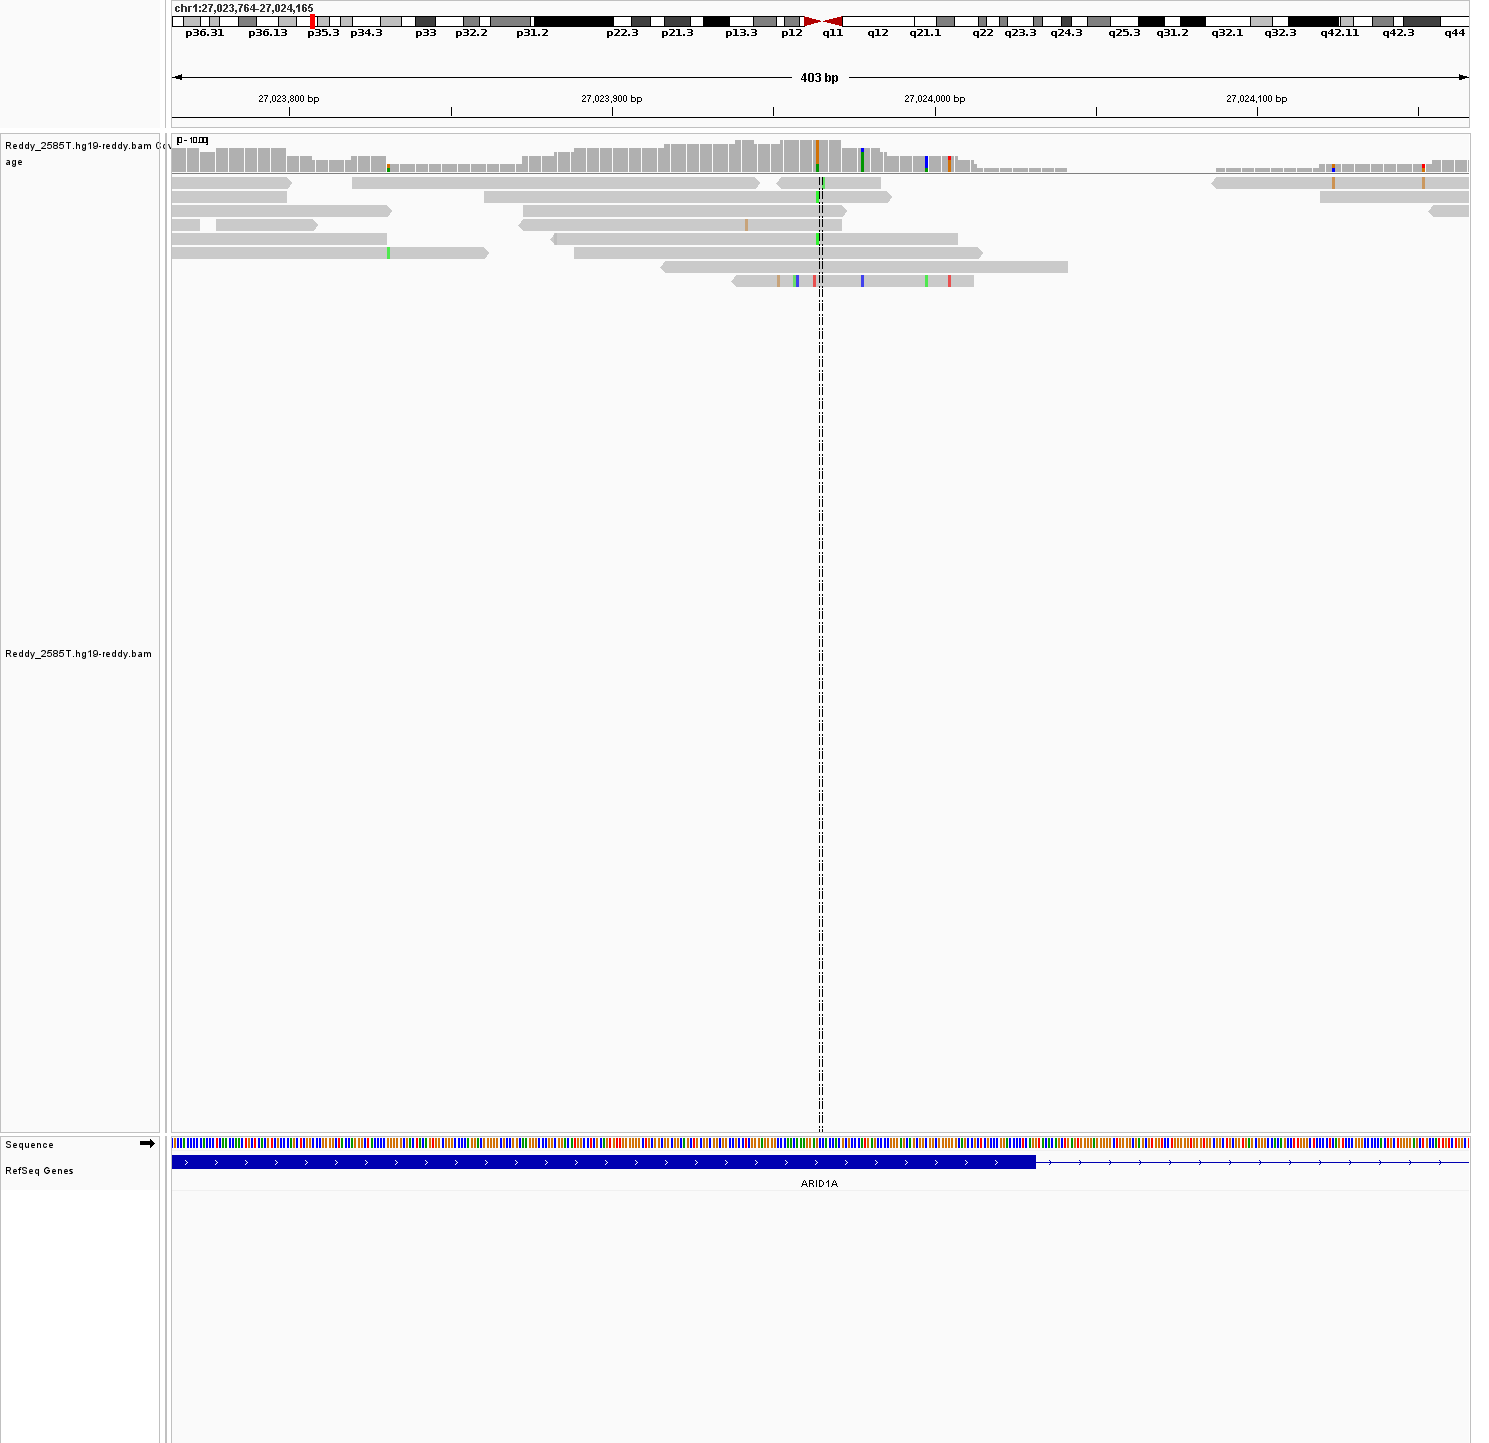 chr1:27,023,764-27,024,165
p36.31 p36.13 p35.3 p34.3 p33 p32.2 p31.2 p22.3 p21.3 p13.3 p12 q11 q12 q21.1 q22 q23.3 q24.3 q25.3 q31.2 q32.1 q32.3 q42.11 q42.3 q44
403 bp
27,023,800 bp 27,023,900 bp 27,024,000 bp 27,024,100 bp
[0 - 10.00]
Reddy_2585T.hg19-reddy.bam
age
Reddy_2585T.hg19-reddy.bam
Sequence
RefSeq Genes
ARID1A